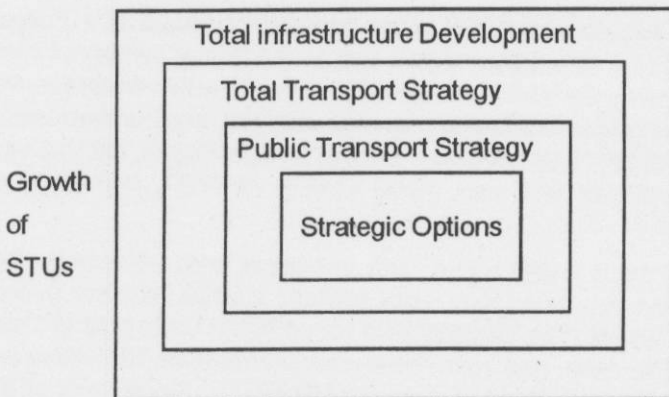 Total infrastructure Development
Total Transport Strategy
Public Transport Strategy
Growth
of
STUs
Strategic Options